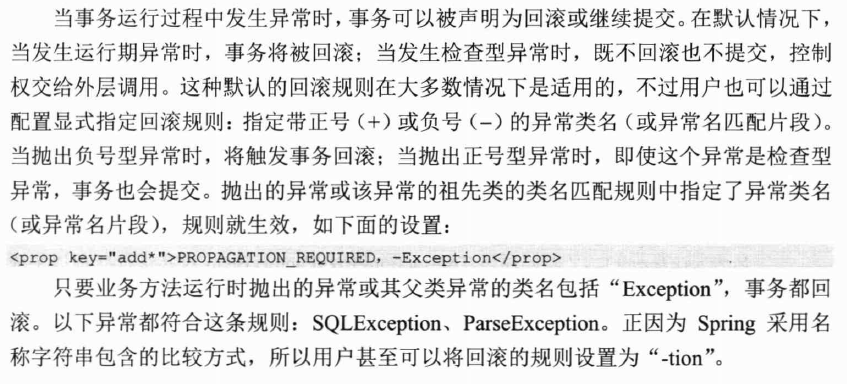 当事务运行过程中发生异常时，事务可以被声明为回滚或继续提交。在默认情况下，
当发生运行期异常时，事务将被回滚；当发生检查型异常时，既不回滚也不提交，控制
权交给外层调用。这种默认的回滚规则在大多数情况下是适用的，不过用户也可以通过
配置显式指定回滚规则：指定带正号（+）或负号（−）的异常类名（或异常名匹配片段）。
当抛出负号型异常时，将触发事务回滚；当抛出正号型异常时，即使这个异常是检查型
异常，事务也会提交。抛出的异常或该异常的祖先类的类名匹配规则中指定了异常类名
（或异常名片段），规则就生效，如下面的设置：
<prop key="add*">PROPAGATION_REQUIRED，-Exception</prop>
只要业务方法运行时抛出的异常或其父类异常的类名包括“Exception”，事务都回
滚。以下异常都符合这条规则：SQLException、ParseException。正因为 Spring 采用名
称字符串包含的比较方式，所以用户甚至可以将回滚的规则设置为“-tion”。